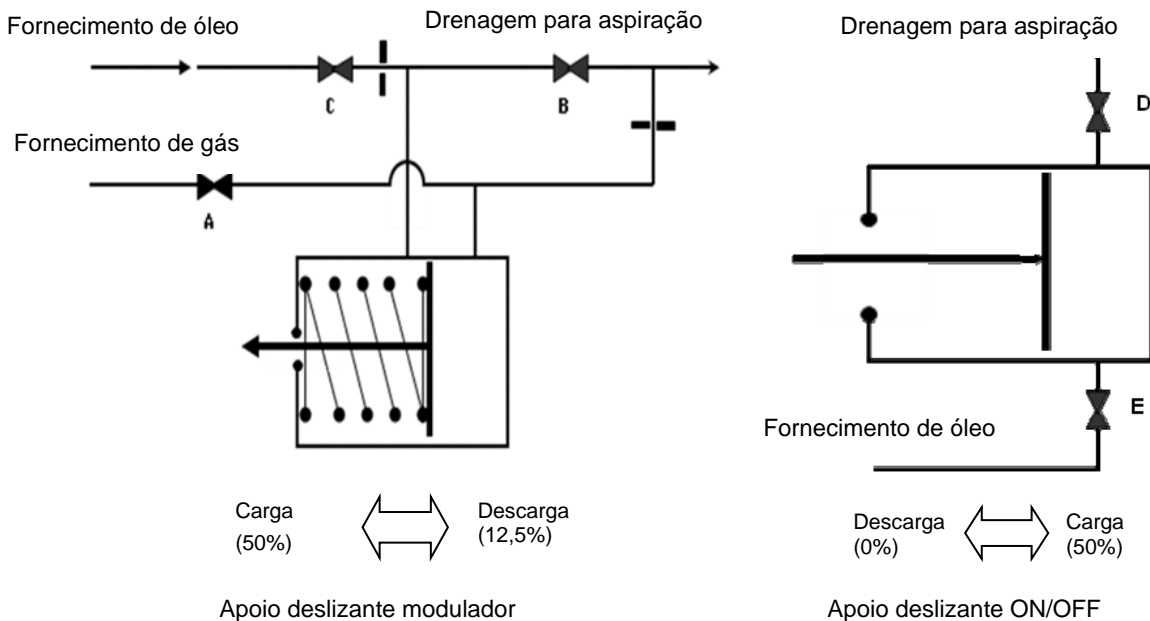 Fornecimento de óleo
Drenagem para aspiração
C
B
Fornecimento de gás
A
Carga
(50%)
Descarga
(12,5%)
Apoio deslizante modulador
Drenagem para aspiração
D
E
Fornecimento de óleo
Descarga
(0%)
Carga
(50%)
Apoio deslizante ON/OFF